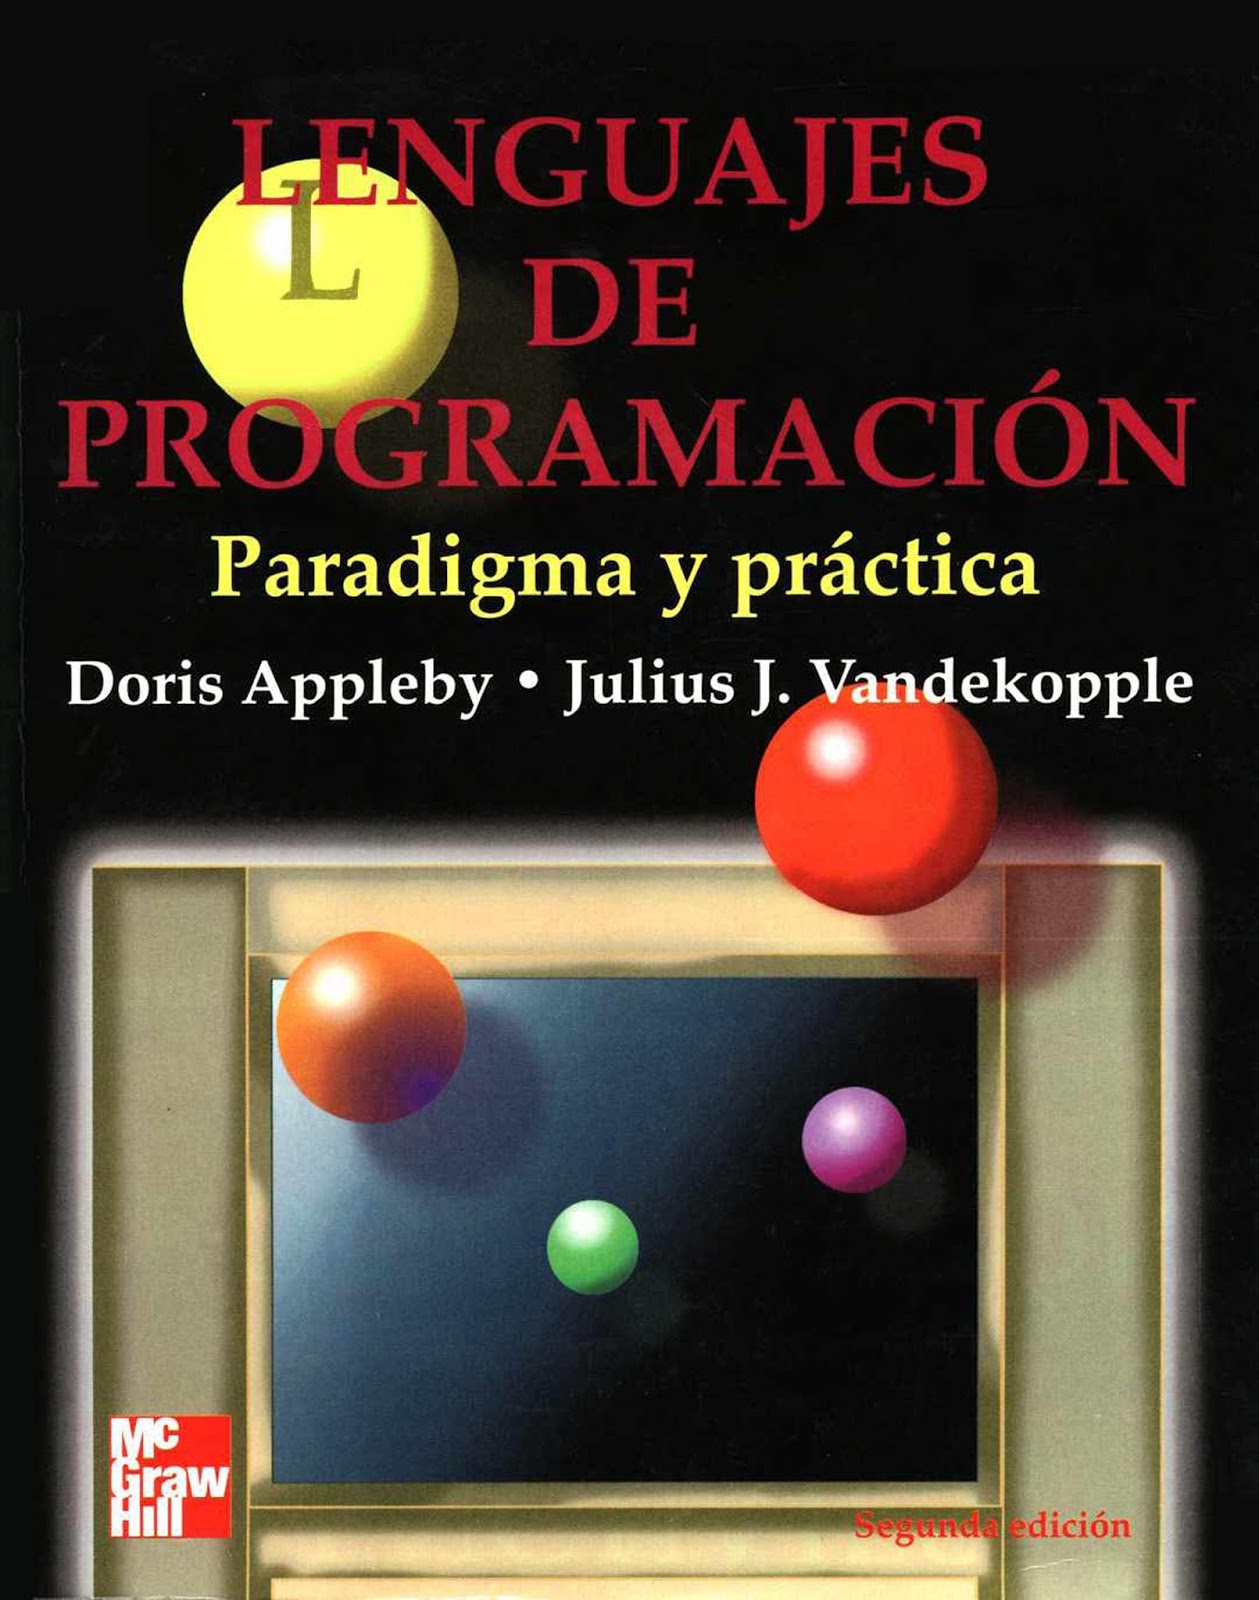 LENGUAJES
L
DE
PROGRAMACIÓN
Paradigma y práctica
Doris Appleby • Julius J. Vandekopple
Mc
Graw
Hill
Segunda edición